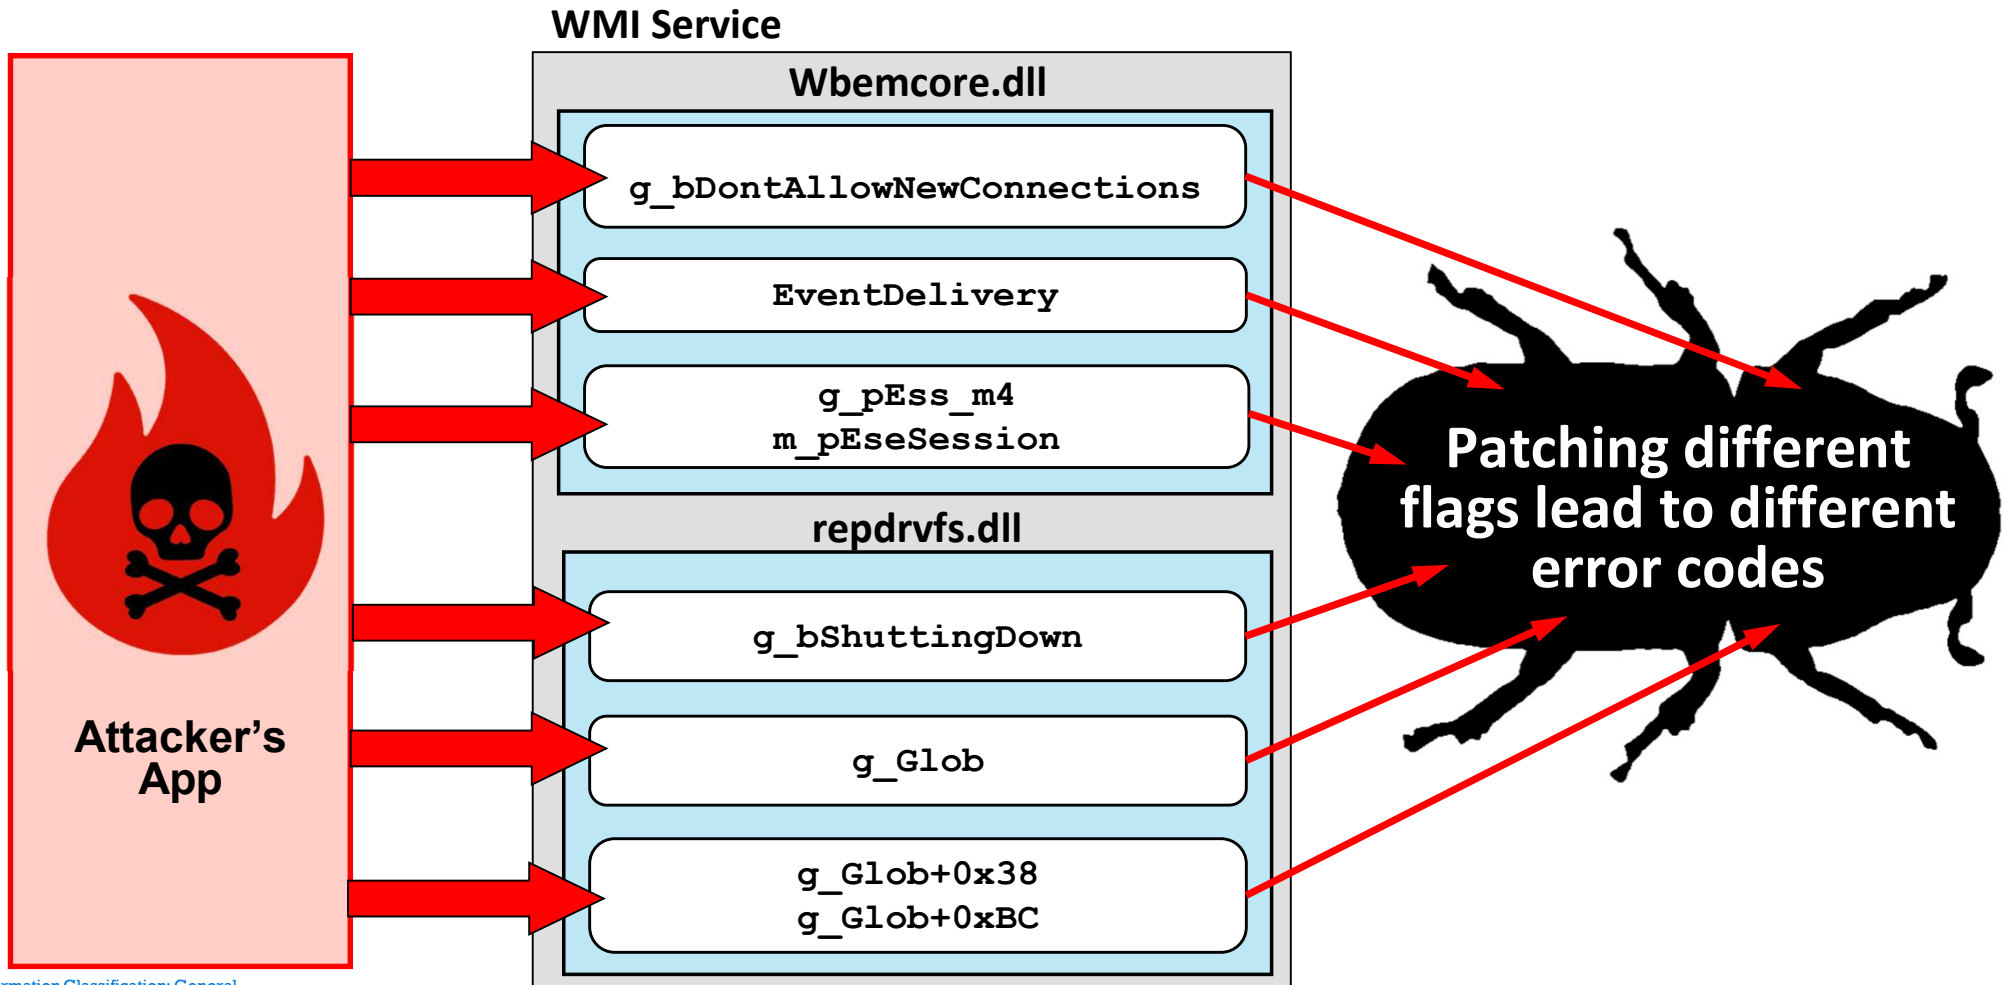 WMI Service
Wbemcore.dll
g_bDontAllowNewConnections
EventDelivery
g_pEss_m4
m_pEseSession
repdrvfs.dll
g_bShuttingDown
g_Glob
g_Glob+0x38
g_Glob+0xBC
Attacker’s
App
Patching different
flags lead to different
error codes